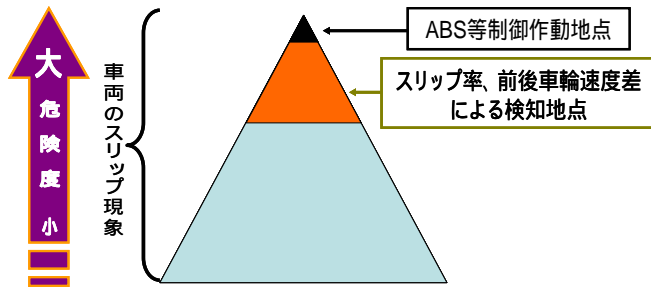 大
危
険
度
小
車両のスリップ現象
ABS等制御作動地点
スリップ率、前後車輪速度差
による検知地点